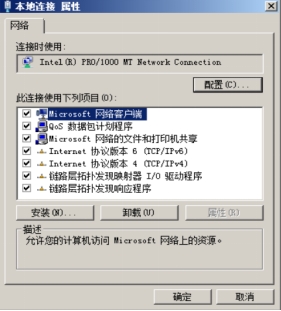 本地连接 属性
网络
连接时使用:
Intel(R) PRO/1000 MT Network Connection
配置(C)...
此连接使用下列项目(O):
Microsoft 网络客户端
QoS 数据包计划程序
Microsoft 网络的文件和打印机共享
Internet 协议版本 6 (TCP/IPv6)
Internet 协议版本 4 (TCP/IPv4)
链路层拓扑发现映射器 I/O 驱动程序
链路层拓扑发现响应程序
安装(N)... 卸载(U) 属性(R)
描述
允许您的计算机访问 Microsoft 网络上的资源。
确定 取消